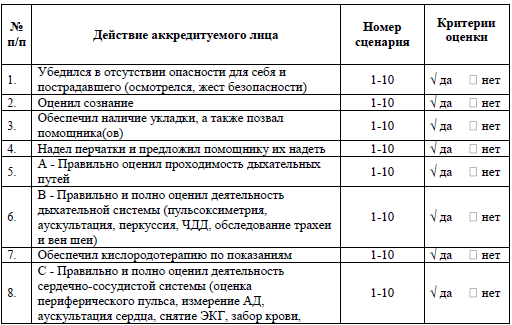 № п/п Действие аккредитуемого лица Номер сценария Критерии оценки
1. Убедился в отсутствии опасности для себя и
пострадавшего (осмотрелся, жест безопасности) 1-10 √ да □ нет
2. Оценил сознание 1-10 √ да □ нет
3. Обеспечил наличие укладки, а также позвал
помощника(ов) 1-10 √ да □ нет
4. Надел перчатки и предложил помощнику их надеть 1-10 √ да □ нет
5. А - Правильно оценил проходимость дыхательных
путей 1-10 √ да □ нет
6. В - Правильно и полно оценил деятельность
дыхательной системы (пульсоксиметрия,
аускультация, перкуссия, ЧДД, обследование трахеи
и вен шеи) 1-10 √ да □ нет
7. Обеспечил кислородотерапию по показаниям 1-10 √ да □ нет
8. С - Правильно и полно оценил деятельность
сердечно-сосудистой системы (оценка
периферического пульса, измерение АД,
аускультация сердца, снятие ЭКГ, забор крови, 1-10 √ да □ нет